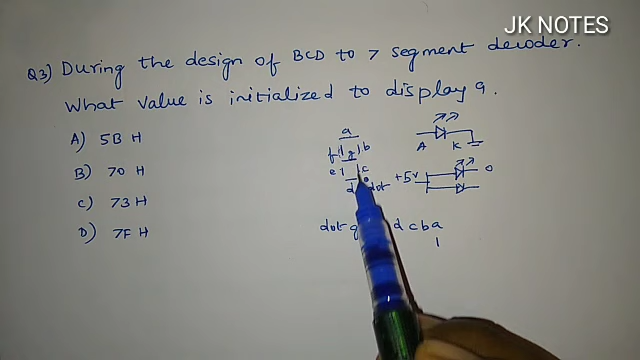 JK NOTES
Q3) During the design of BCD to 7 segment decoder.
What value is initialized to display 9.
A) 5B H
B) 70 H
C) 73 H
D) 7F H
a
f g b
e c
d dot
A K
+5V 0
dot g d c b a
1